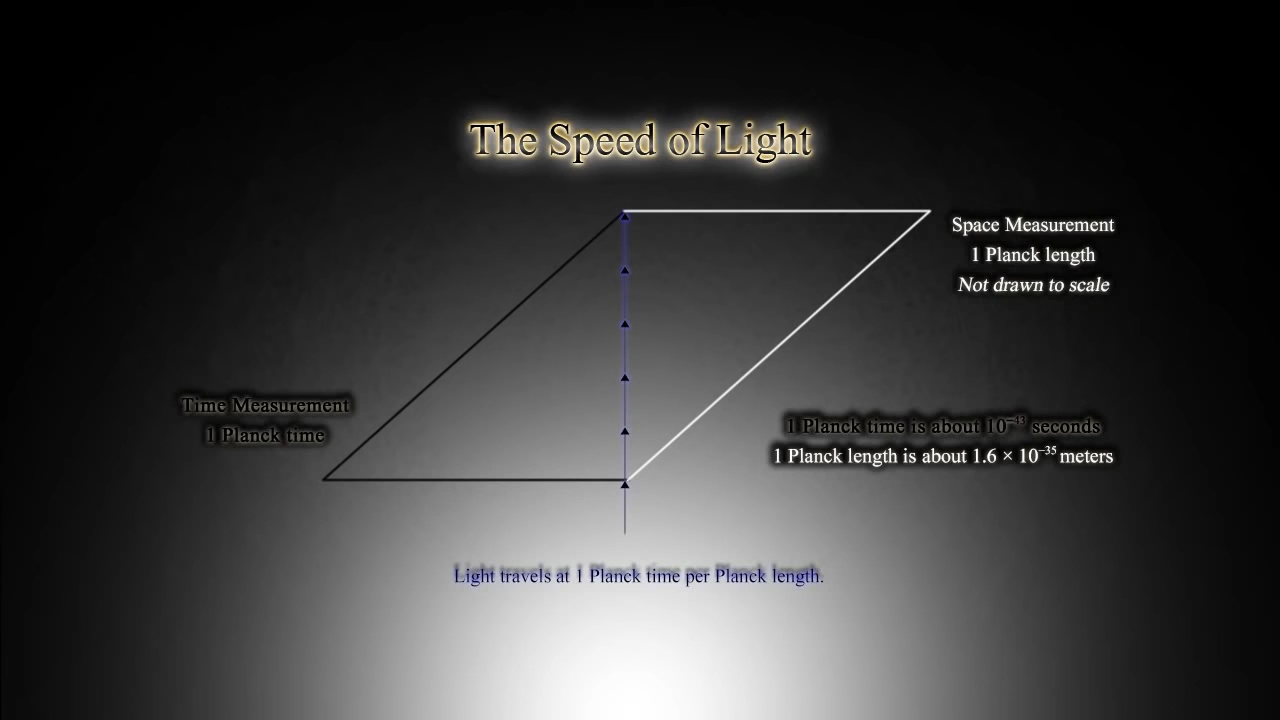 The Speed of Light
Space Measurement
1 Planck length
Not drawn to scale
Time Measurement
1 Planck time
1 Planck time is about 10⁻⁴³ seconds
1 Planck length is about 1.6 × 10⁻³⁵ meters
Light travels at 1 Planck time per Planck length.